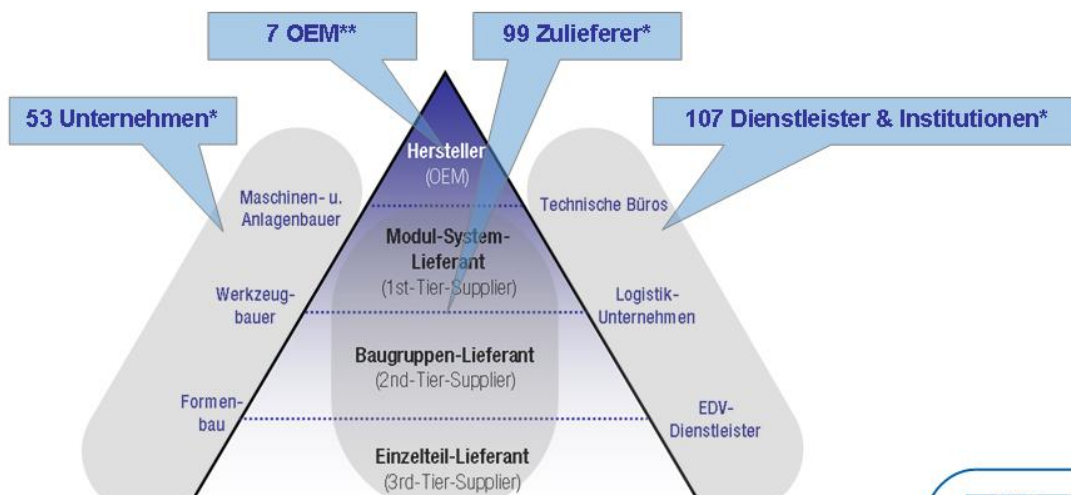 7 OEM**
99 Zulieferer*
53 Unternehmen*
107 Dienstleister & Institutionen*
Hersteller
(OEM)
Maschinen- u.
Anlagenbauer
Technische Büros
Modul-System-
Lieferant
(1st-Tier-Supplier)
Werkzeug-
bauer
Logistik-
Unternehmen
Baugruppen-Lieferant
(2nd-Tier-Supplier)
Formen-
bau
EDV-
Dienstleister
Einzelteil-Lieferant
(3rd-Tier-Supplier)